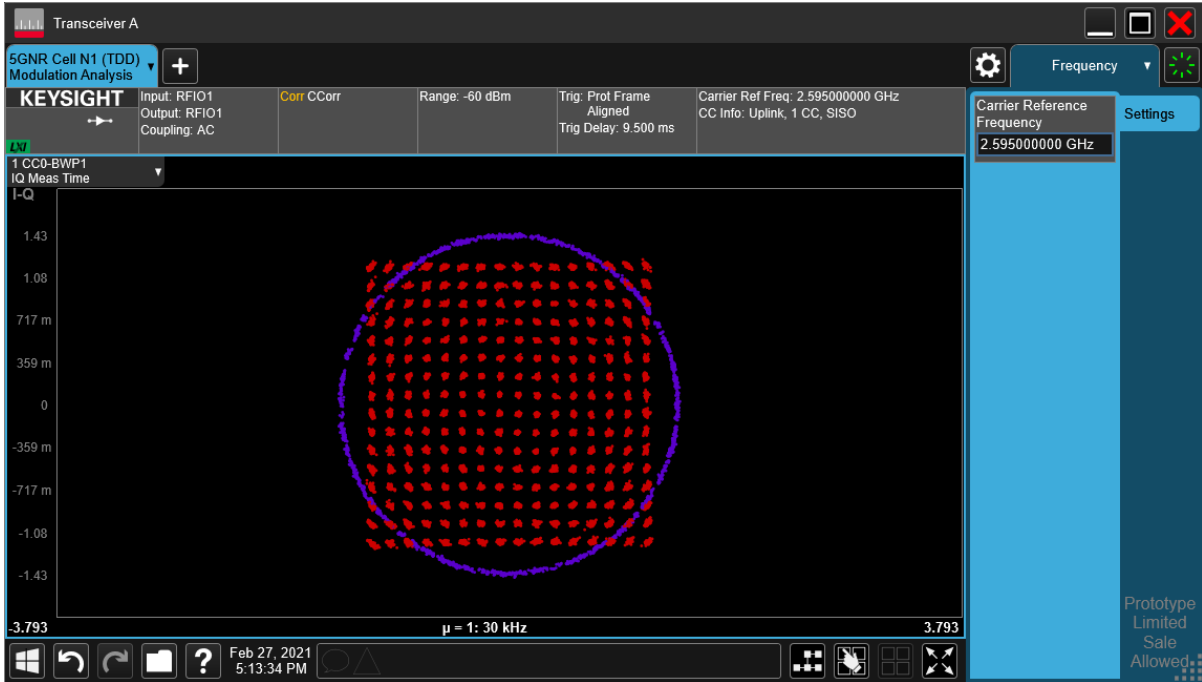 Transceiver A
5GNR Cell N1 (TDD)
Modulation Analysis
+
Frequency
KEYSIGHT
LXI
Input: RFIO1
Output: RFIO1
Coupling: AC
Corr CCorr
Range: -60 dBm
Trig: Prot Frame
Aligned
Trig Delay: 9.500 ms
Carrier Ref Freq: 2.595000000 GHz
CC Info: Uplink, 1 CC, SISO
Carrier Reference
Frequency
2.595000000 GHz
Settings
1 CC0-BWP1
IQ Meas Time
I-Q
1.43
1.08
717 m
359 m
0
-359 m
-717 m
-1.08
-1.43
-3.793
µ = 1: 30 kHz
3.793
?
Feb 27, 2021
5:13:34 PM
Prototype
Limited
Sale
Allowed